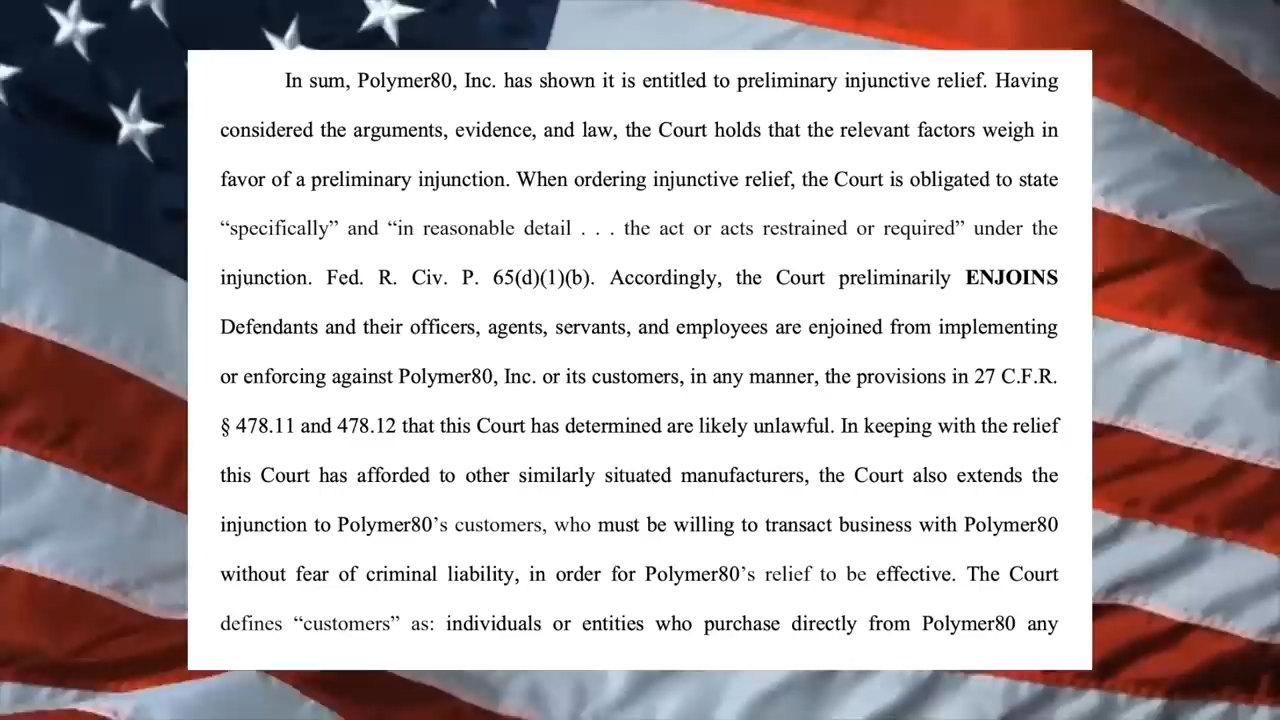 In sum, Polymer80, Inc. has shown it is entitled to preliminary injunctive relief. Having
considered the arguments, evidence, and law, the Court holds that the relevant factors weigh in
favor of a preliminary injunction. When ordering injunctive relief, the Court is obligated to state
“specifically” and “in reasonable detail . . . the act or acts restrained or required” under the
injunction. Fed. R. Civ. P. 65(d)(1)(b). Accordingly, the Court preliminarily ENJOINS
Defendants and their officers, agents, servants, and employees are enjoined from implementing
or enforcing against Polymer80, Inc. or its customers, in any manner, the provisions in 27 C.F.R.
§ 478.11 and 478.12 that this Court has determined are likely unlawful. In keeping with the relief
this Court has afforded to other similarly situated manufacturers, the Court also extends the
injunction to Polymer80’s customers, who must be willing to transact business with Polymer80
without fear of criminal liability, in order for Polymer80’s relief to be effective. The Court
defines “customers” as: individuals or entities who purchase directly from Polymer80 any